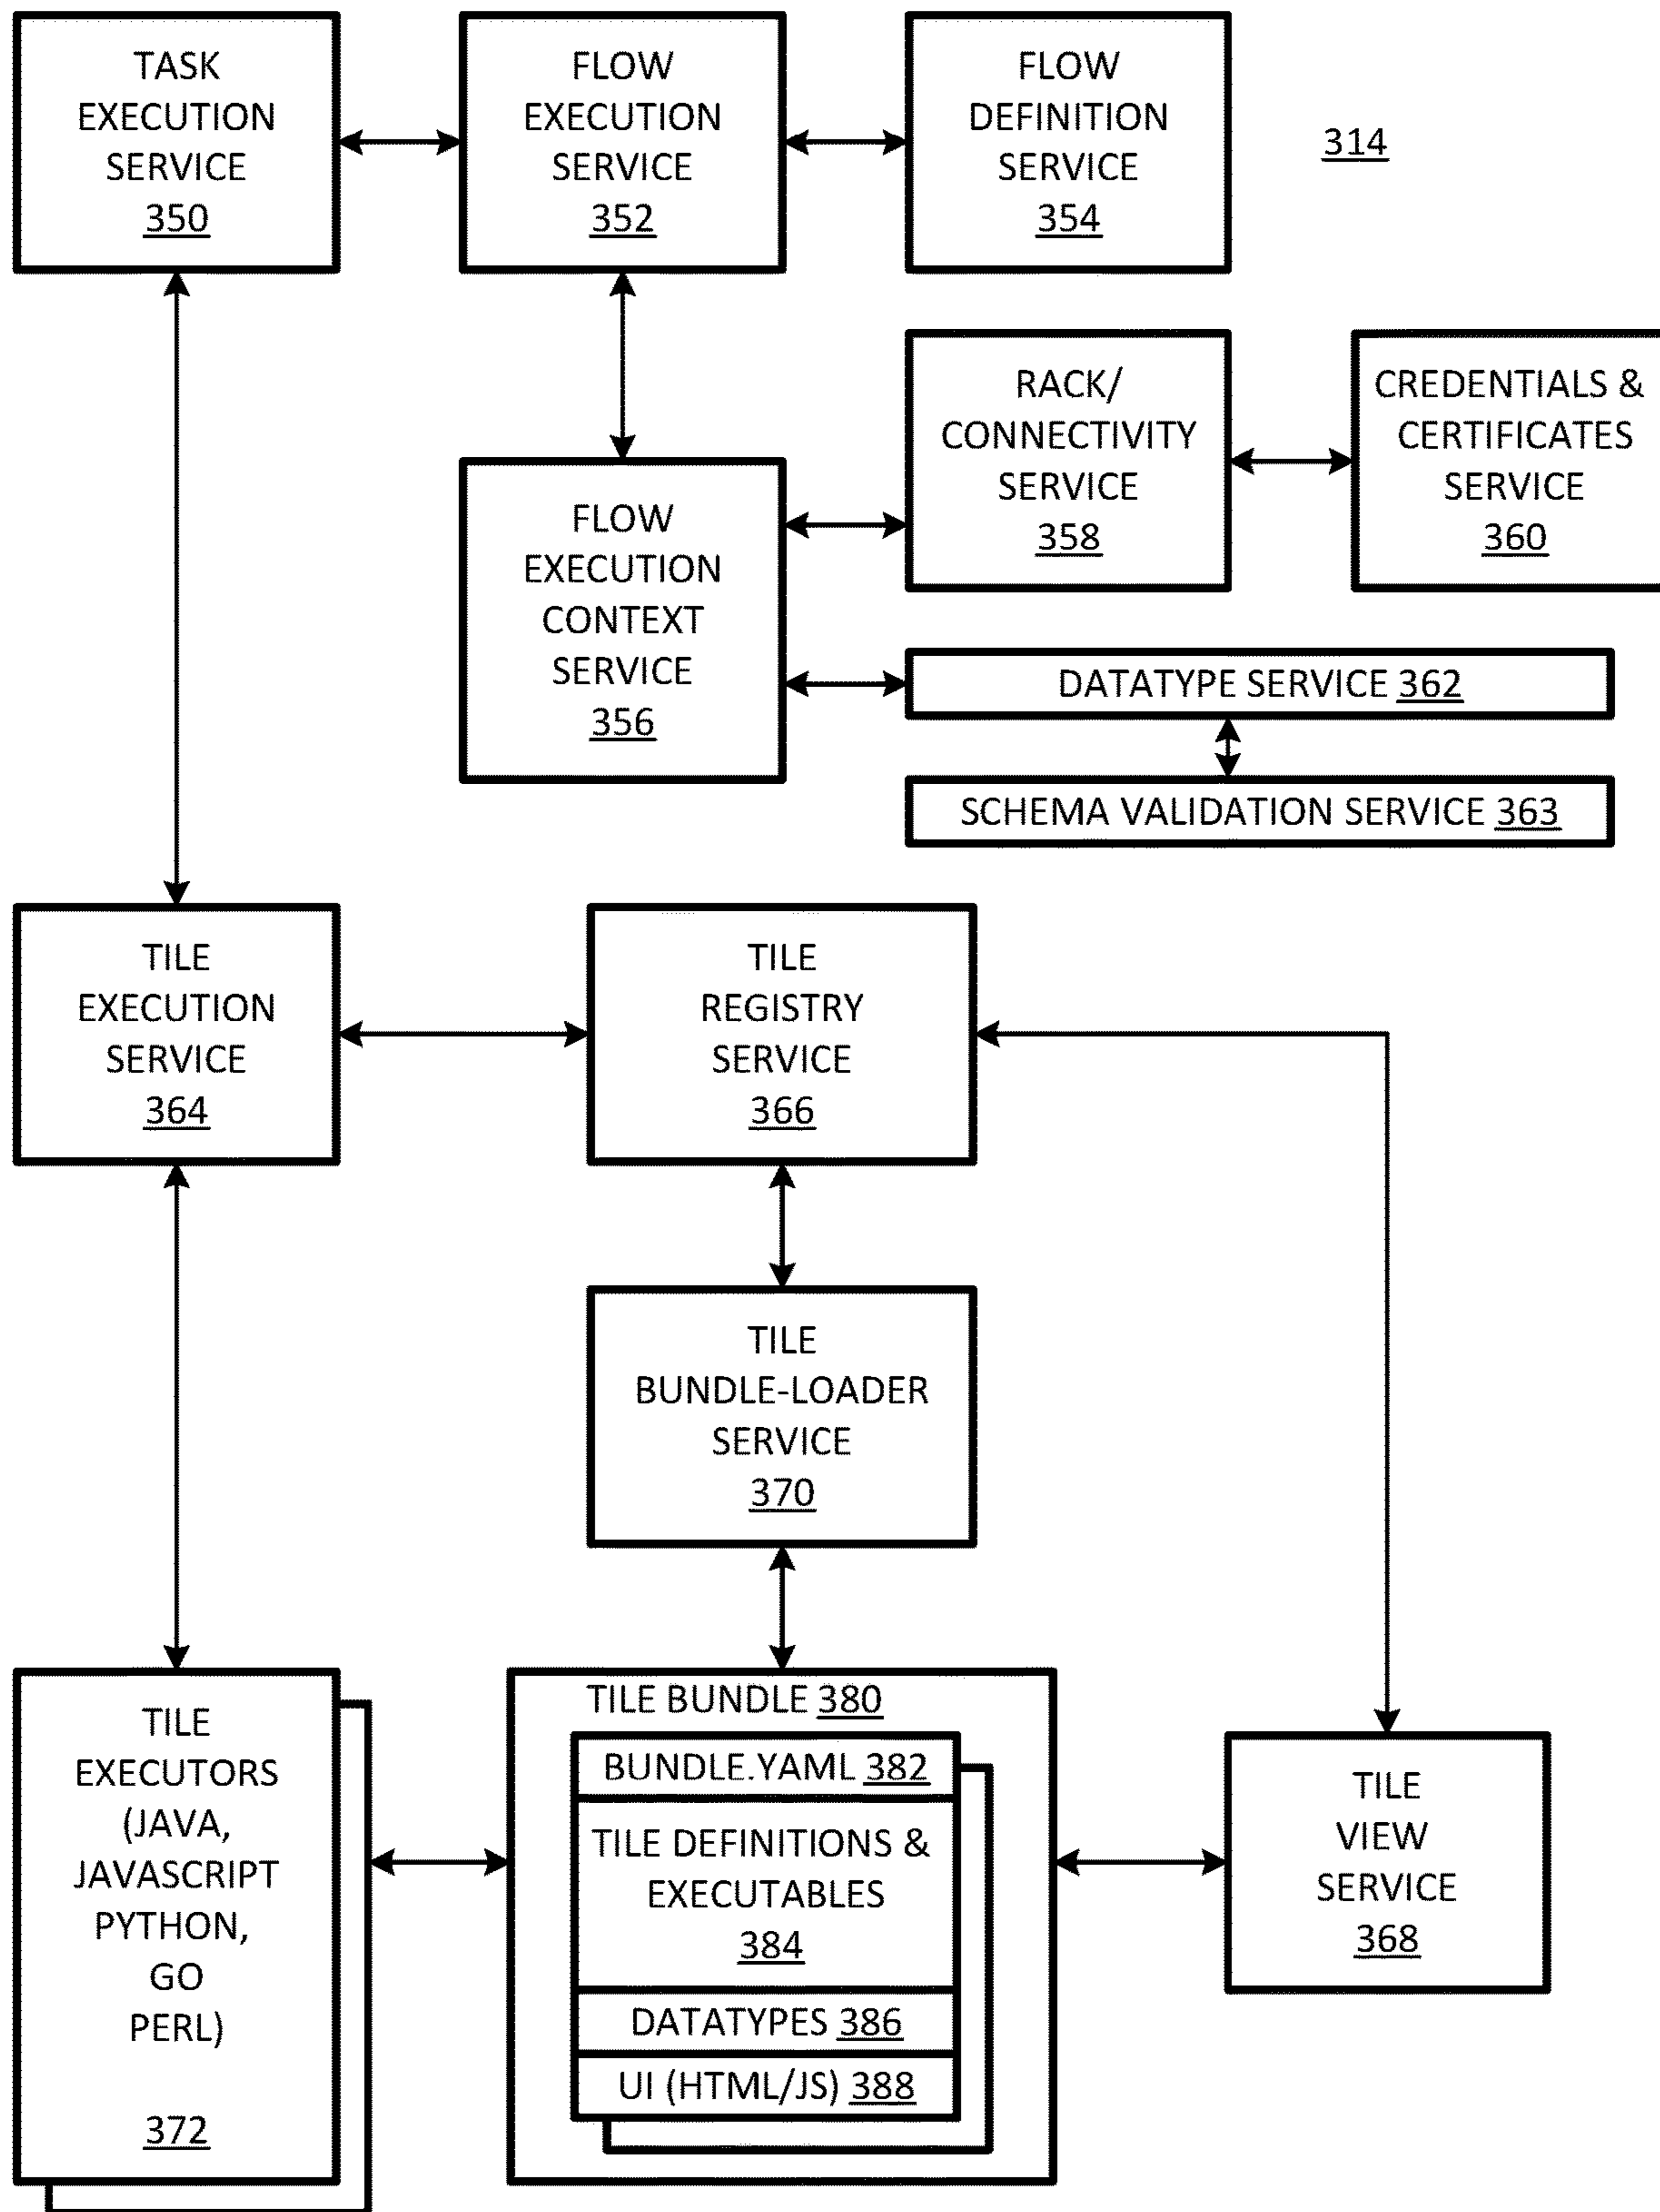 TASK
EXECUTION
SERVICE
350
FLOW
EXECUTION
SERVICE
352
FLOW
DEFINITION
SERVICE
354
314
RACK/
CONNECTIVITY
SERVICE
358
CREDENTIALS &
CERTIFICATES
SERVICE
360
FLOW
EXECUTION
CONTEXT
SERVICE
356
DATATYPE SERVICE 362
SCHEMA VALIDATION SERVICE 363
TILE
EXECUTION
SERVICE
364
TILE
REGISTRY
SERVICE
366
TILE
BUNDLE-LOADER
SERVICE
370
TILE
EXECUTORS
(JAVA,
JAVASCRIPT
PYTHON,
GO
PERL)
372
TILE BUNDLE 380
BUNDLE.YAML 382
TILE DEFINITIONS &
EXECUTABLES
384
DATATYPES 386
UI (HTML/JS) 388
TILE
VIEW
SERVICE
368